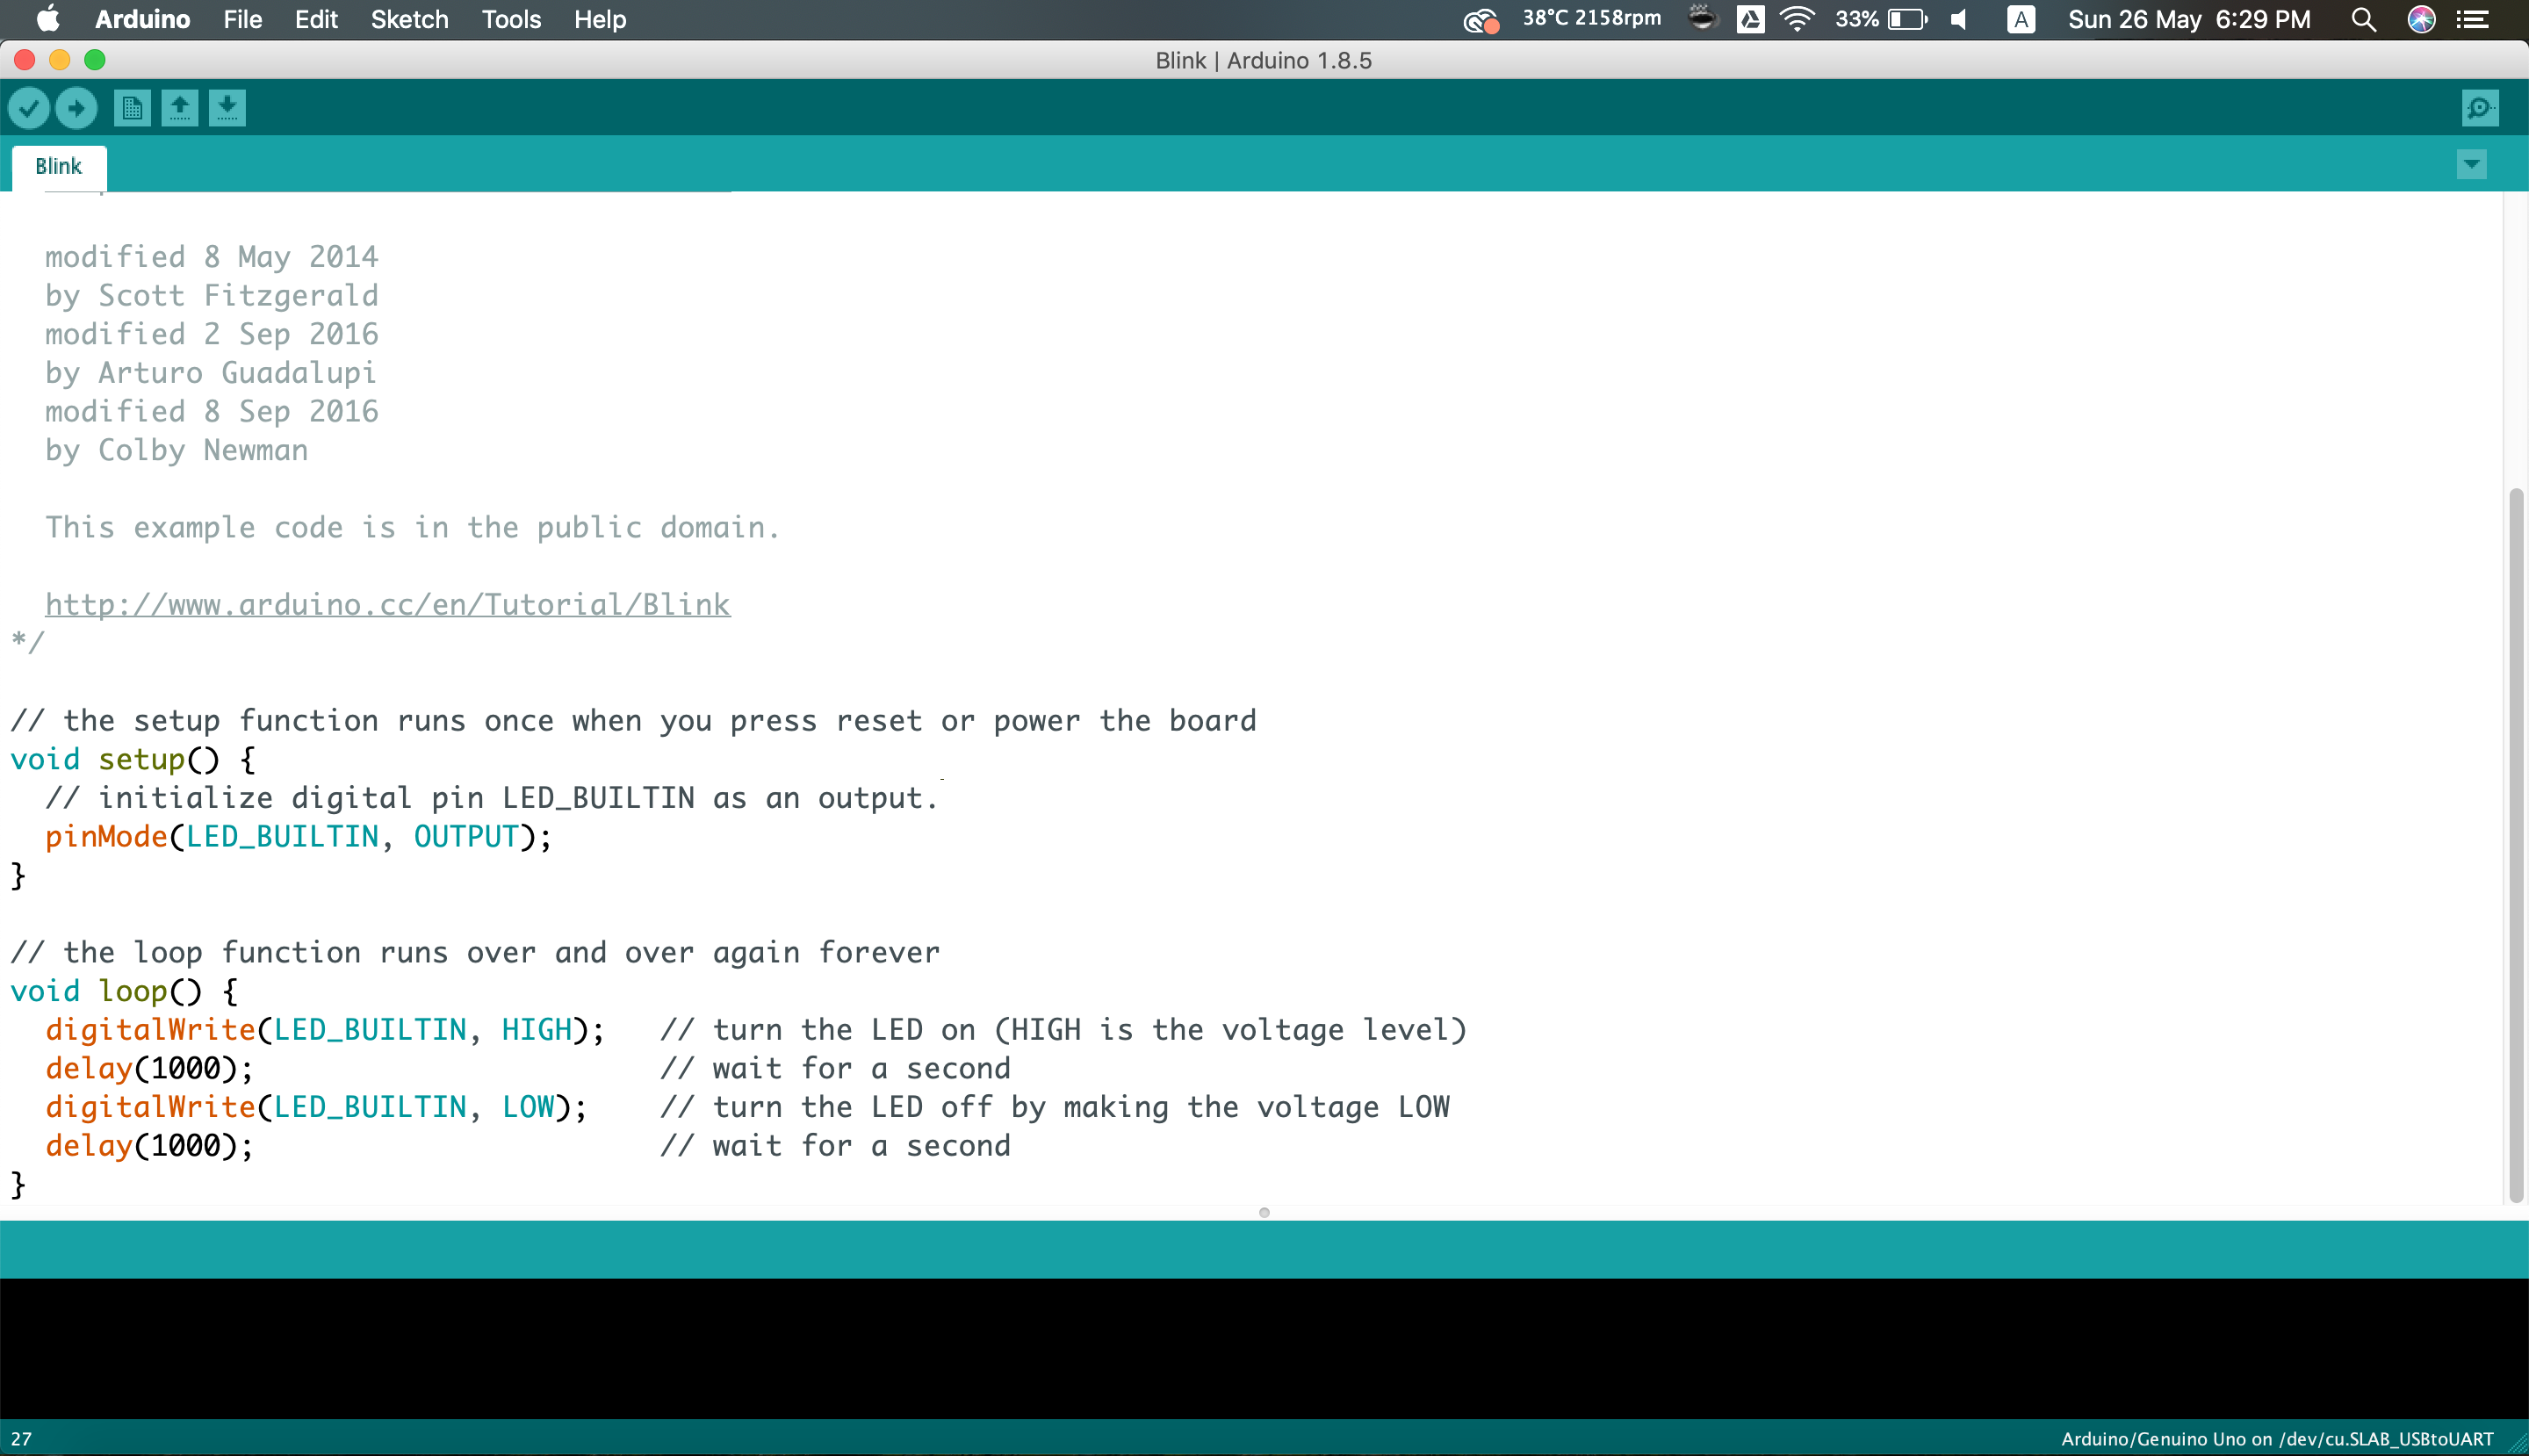 Arduino File Edit Sketch Tools Help 38°C 2158rpm 33% A Sun 26 May 6:29 PM
Blink | Arduino 1.8.5
Blink
modified 8 May 2014
by Scott Fitzgerald
modified 2 Sep 2016
by Arturo Guadalupi
modified 8 Sep 2016
by Colby Newman
This example code is in the public domain.
http://www.arduino.cc/en/Tutorial/Blink
*/
// the setup function runs once when you press reset or power the board
void setup() {
  // initialize digital pin LED_BUILTIN as an output.
  pinMode(LED_BUILTIN, OUTPUT);
}
// the loop function runs over and over again forever
void loop() {
  digitalWrite(LED_BUILTIN, HIGH);   // turn the LED on (HIGH is the voltage level)
  delay(1000);                       // wait for a second
  digitalWrite(LED_BUILTIN, LOW);    // turn the LED off by making the voltage LOW
  delay(1000);                       // wait for a second
}
27 Arduino/Genuino Uno on /dev/cu.SLAB_USBtoUART